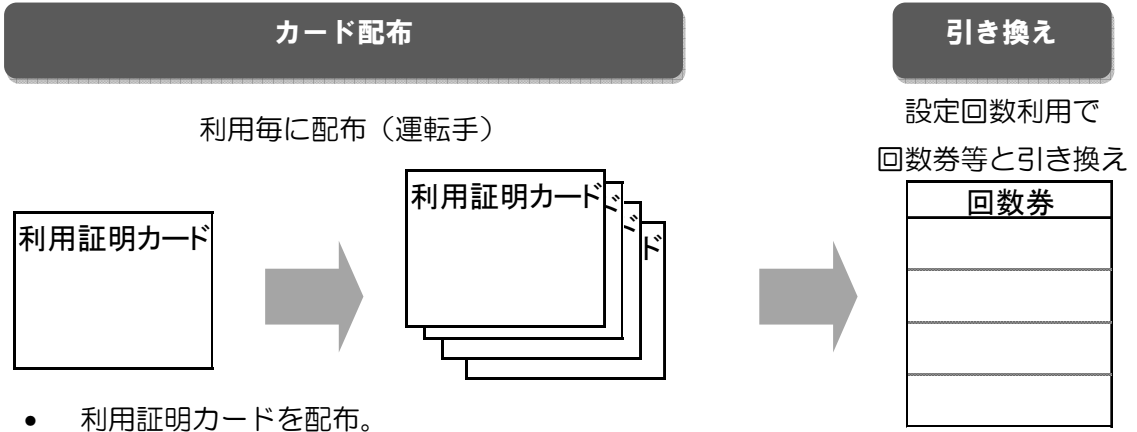 カード配布
引き換え
利用毎に配布（運転手）
設定回数利用で
回数券等と引き換え
利用証明カード
利用証明カード
ド
ド
ド
回数券
• 利用証明カードを配布。